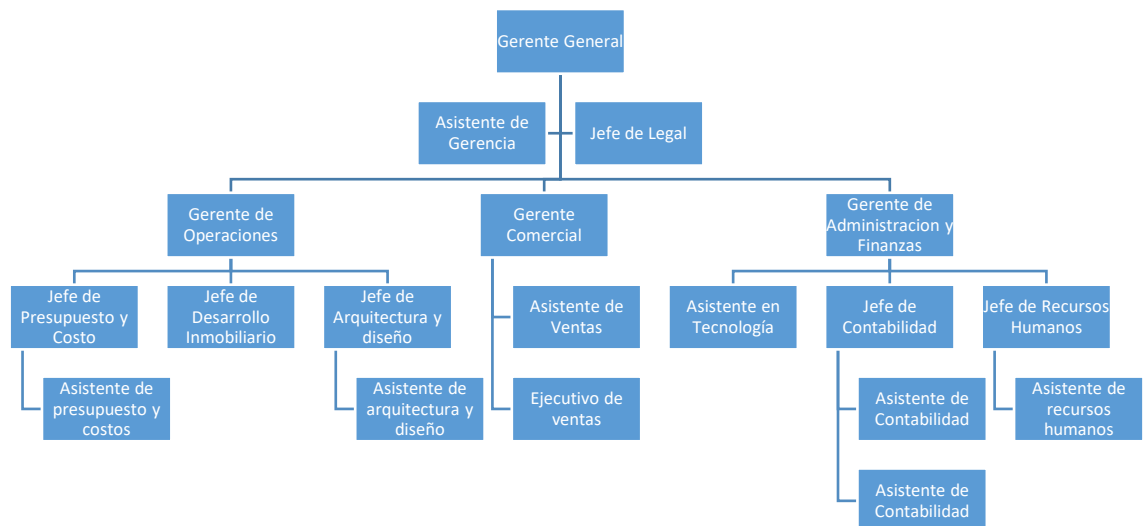 Gerente General
Asistente de
Gerencia
Jefe de Legal
Gerente de
Operaciones
Gerente
Comercial
Gerente de
Administracion y
Finanzas
Jefe de
Presupuesto y
Costo
Jefe de
Desarrollo
Inmobiliario
Jefe de
Arquitectura y
diseño
Asistente de
Ventas
Asistente en
Tecnología
Jefe de
Contabilidad
Jefe de Recursos
Humanos
Asistente de
presupuesto y
costos
Asistente de
arquitectura y
diseño
Ejecutivo de
ventas
Asistente de
Contabilidad
Asistente de
recursos
humanos
Asistente de
Contabilidad